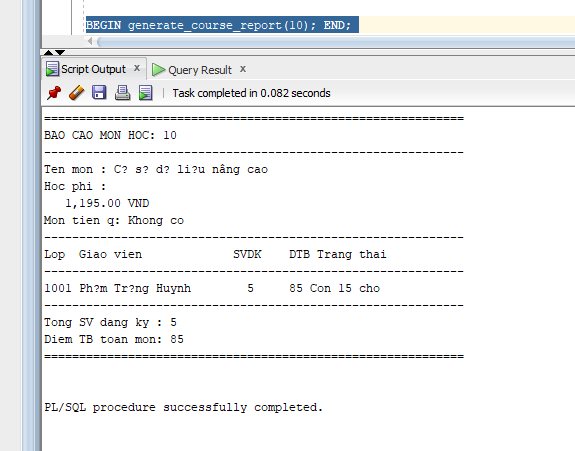 BEGIN generate_course_report(10); END;
Script Output x Query Result x
Task completed in 0.082 seconds
================================================================
BAO CAO MON HOC: 10
----------------------------------------------------------------
Ten mon : C? s? d? li?u nâng cao
Hoc phi :
1,195.00 VND
Mon tien q: Khong co
----------------------------------------------------------------
Lop Giao vien SVDK DTB Trang thai
----------------------------------------------------------------
1001 Ph?m Tr?ng Huynh 5 85 Con 15 cho
----------------------------------------------------------------
Tong SV dang ky : 5
Diem TB toan mon: 85
================================================================
PL/SQL procedure successfully completed.